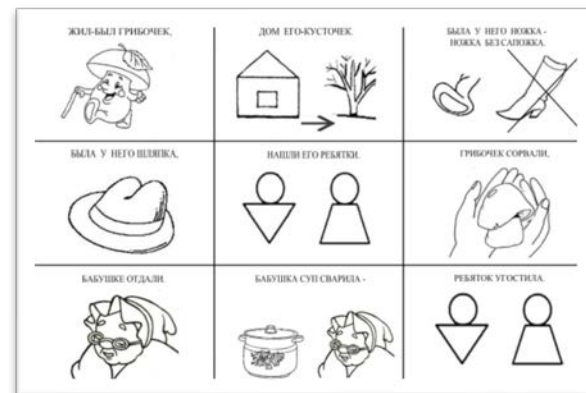 ЖИЛ-БЫЛ ГРИБОЧЕК,
ДОМ ЕГО-КУСТОЧЕК.
БЫЛА У НЕГО НОЖКА -
НОЖКА БЕЗ САПОЖКА.
БЫЛА У НЕГО ШЛЯПКА,
НАШЛИ ЕГО РЕБЯТКИ.
ГРИБОЧЕК СОРВАЛИ,
БАБУШКЕ ОТДАЛИ.
БАБУШКА СУП СВАРИЛА -
РЕБЯТОК УГОСТИЛА.